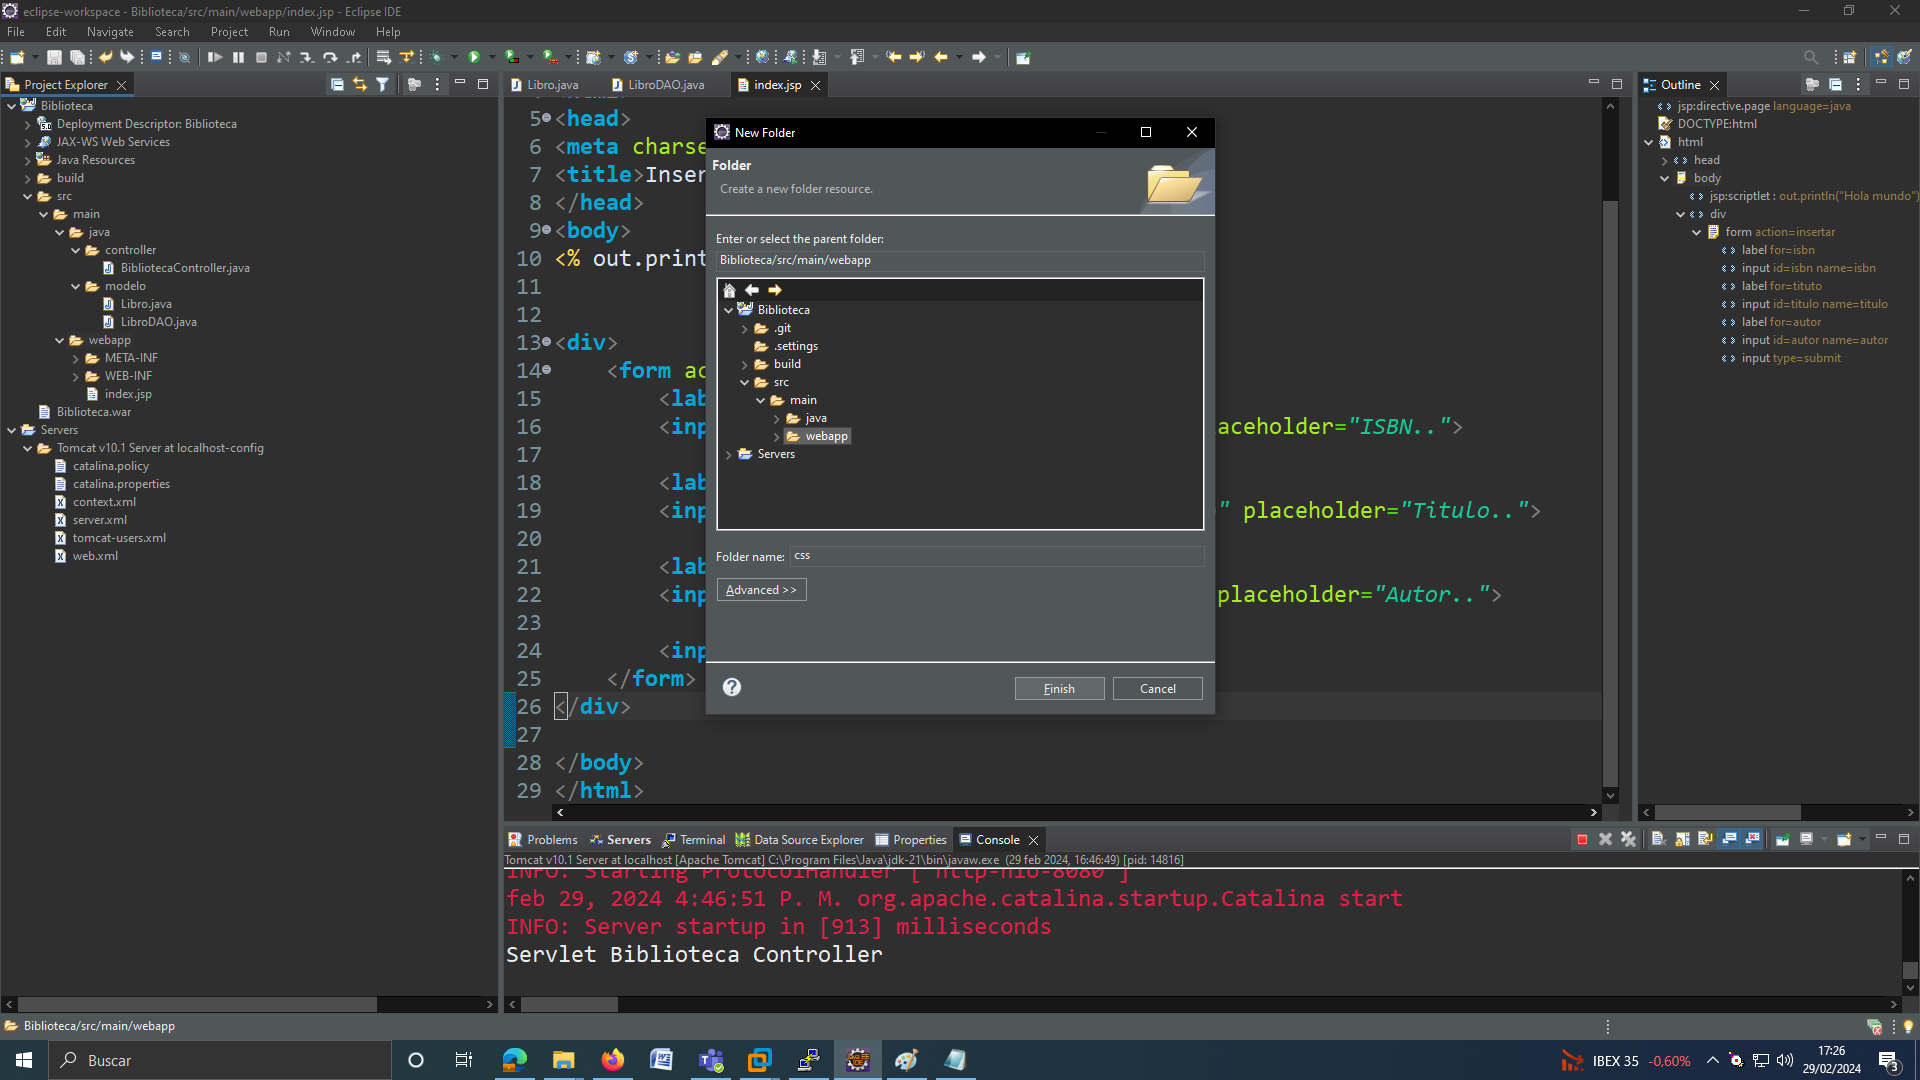 eclipse-workspace - Biblioteca/src/main/webapp/index.jsp - Eclipse IDE
File Edit Navigate Search Project Run Window Help
Project Explorer
Biblioteca
Deployment Descriptor: Biblioteca
JAX-WS Web Services
Java Resources
build
src
main
java
controller
BibliotecaController.java
modelo
Libro.java
LibroDAO.java
webapp
META-INF
WEB-INF
index.jsp
Biblioteca.war
Servers
Tomcat v10.1 Server at localhost-config
catalina.policy
catalina.properties
context.xml
server.xml
tomcat-users.xml
web.xml
Libro.java LibroDAO.java index.jsp
5 <head>
6 <meta charse
7 <title>Inser
8 </head>
9 <body>
10 <% out.print
11
12
13 <div>
14 <form ac
15 <lab
16 <inp laceholder="ISBN..">
17
18 <lab
19 <inp " placeholder="Titulo..">
20
21 <lab
22 <inp placeholder="Autor..">
23
24 <inp
25 </form>
26 </div>
27
28 </body>
29 </html>
New Folder
Folder
Create a new folder resource.
Enter or select the parent folder:
Biblioteca/src/main/webapp
Biblioteca
.git
.settings
build
src
main
java
webapp
Servers
Folder name: css
Advanced >>
Finish Cancel
Outline
jsp:directive.page language=java
DOCTYPE:html
html
head
body
jsp:scriptlet : out.println("Hola mundo")
div
form action=insertar
label for=isbn
input id=isbn name=isbn
label for=tituto
input id=titulo name=titulo
label for=autor
input id=autor name=autor
input type=submit
Problems Servers Terminal Data Source Explorer Properties Console
Tomcat v10.1 Server at localhost [Apache Tomcat] C:\Program Files\Java\jdk-21\bin\javaw.exe (29 feb 2024, 16:46:49) [pid: 14816]
INFO: Starting ProtocolHandler ["http-nio-8080"]
feb 29, 2024 4:46:51 P. M. org.apache.catalina.startup.Catalina start
INFO: Server startup in [913] milliseconds
Servlet Biblioteca Controller
Biblioteca/src/main/webapp
Buscar
IBEX 35 -0,60%
17:26
29/02/2024
3